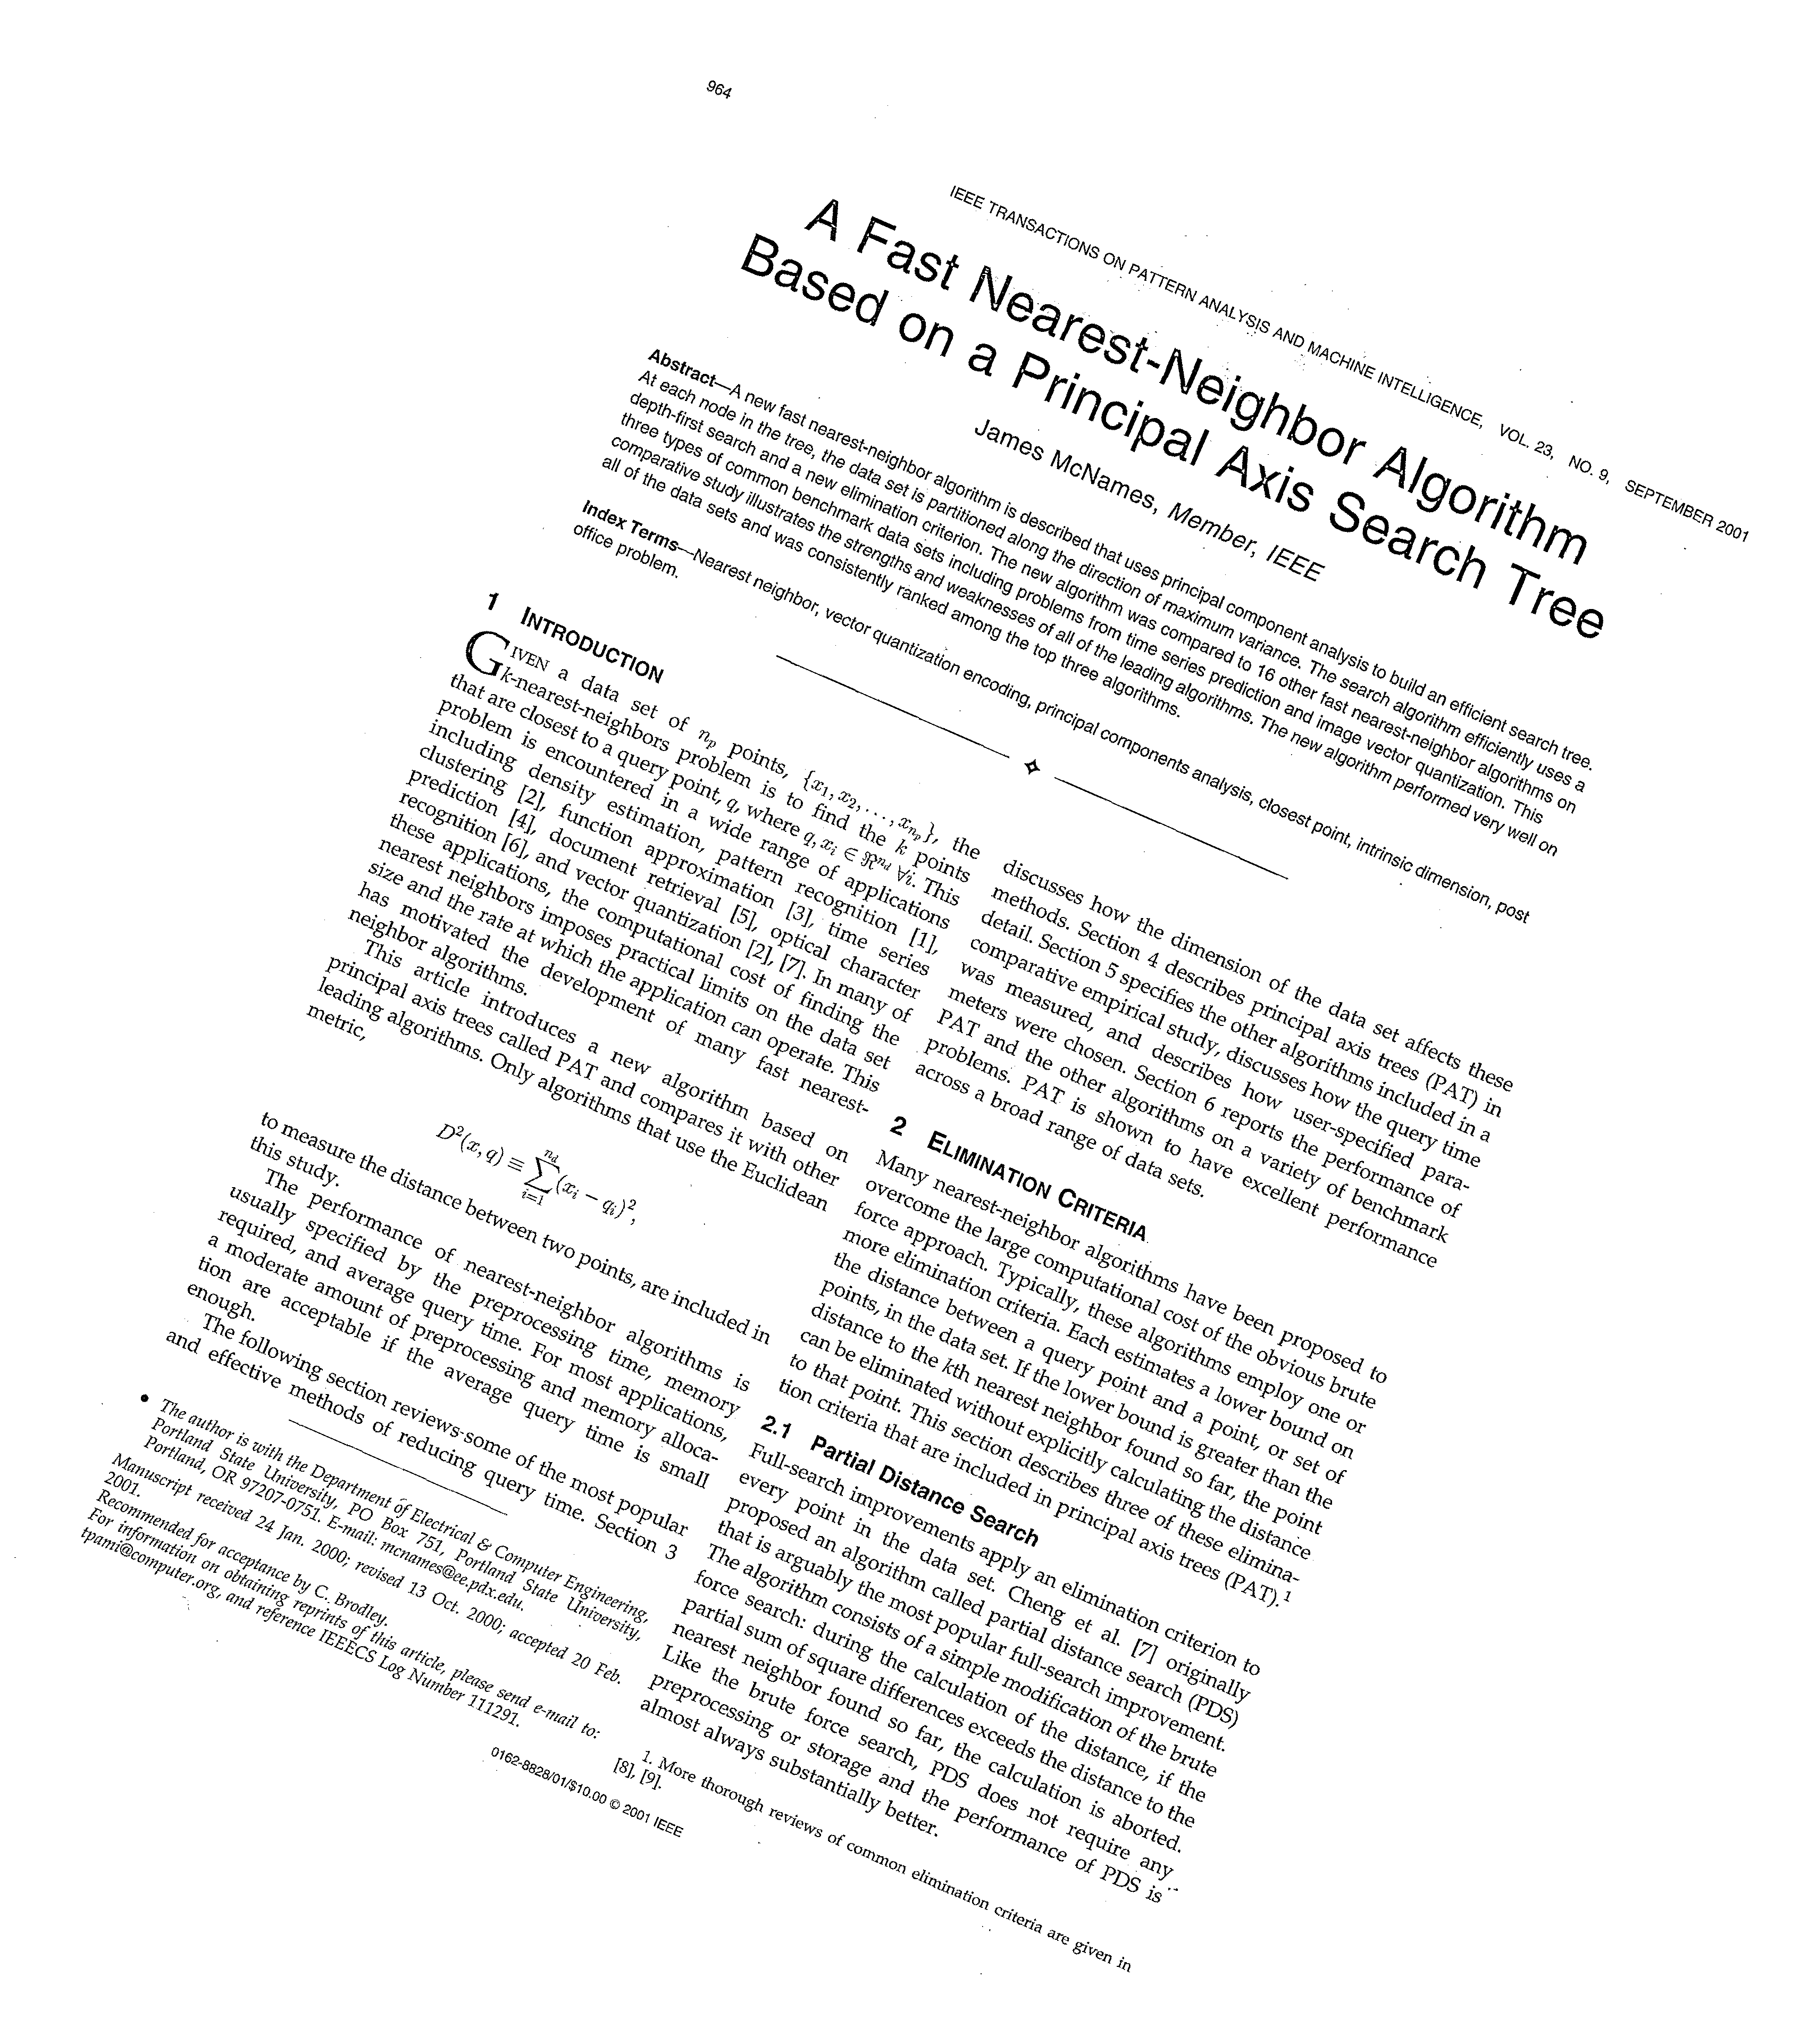 964
IEEE TRANSACTIONS ON PATTERN ANALYSIS AND MACHINE INTELLIGENCE, VOL. 23, NO. 9, SEPTEMBER 2001
A Fast Nearest-Neighbor Algorithm
Based on a Principal Axis Search Tree
James McNames, Member, IEEE
Abstract—A new fast nearest-neighbor algorithm is described that uses principal component analysis to build an efficient search tree.
At each node in the tree, the data set is partitioned along the direction of maximum variance. The search algorithm efficiently uses a
depth-first search and a new elimination criterion. The new algorithm was compared to 16 other fast nearest-neighbor algorithms on
three types of common benchmark data sets including problems from time series prediction and image vector quantization. This
comparative study illustrates the strengths and weaknesses of all of the leading algorithms. The new algorithm performed very well on
all of the data sets and was consistently ranked among the top three algorithms.
Index Terms—Nearest neighbor, vector quantization encoding, principal components analysis, closest point, intrinsic dimension, post
office problem.
1 INTRODUCTION
GIVEN a data set of n_p points, {x_1, x_2, ..., x_{n_p}}, the
k-nearest-neighbors problem is to find the k points
that are closest to a query point, q, where q, x_i ∈ ℜ^{n_d} ∀i. This
problem is encountered in a wide range of applications
including density estimation, pattern recognition [1],
clustering [2], function approximation [3], time series
prediction [4], document retrieval [5], optical character
recognition [6], and vector quantization [2], [7]. In many of
these applications, the computational cost of finding the
nearest neighbors imposes practical limits on the data set
size and the rate at which the application can operate. This
has motivated the development of many fast nearest-
neighbor algorithms.
This article introduces a new algorithm based on
principal axis trees called PAT and compares it with other
leading algorithms. Only algorithms that use the Euclidean
metric,
D²(x, q) ≡ ∑_{i=1}^{n_d} (x_i − q_i)²,
to measure the distance between two points, are included in
this study.
The performance of nearest-neighbor algorithms is
usually specified by the preprocessing time, memory
required, and average query time. For most applications,
a moderate amount of preprocessing and memory alloca-
tion are acceptable if the average query time is small
enough.
The following section reviews some of the most popular
and effective methods of reducing query time. Section 3
• The author is with the Department of Electrical & Computer Engineering,
Portland State University, PO Box 751, Portland State University,
Portland, OR 97207-0751. E-mail: mcnames@ee.pdx.edu.
Manuscript received 24 Jan. 2000; revised 13 Oct. 2000; accepted 20 Feb.
2001.
Recommended for acceptance by C. Brodley.
For information on obtaining reprints of this article, please send e-mail to:
tpami@computer.org, and reference IEEECS Log Number 111291.
discusses how the dimension of the data set affects these
methods. Section 4 describes principal axis trees (PAT) in
detail. Section 5 specifies the other algorithms included in a
comparative empirical study, discusses how the query time
was measured, and describes how user-specified para-
meters were chosen. Section 6 reports the performance of
PAT and the other algorithms on a variety of benchmark
problems. PAT is shown to have excellent performance
across a broad range of data sets.
2 ELIMINATION CRITERIA
Many nearest-neighbor algorithms have been proposed to
overcome the large computational cost of the obvious brute
force approach. Typically, these algorithms employ one or
more elimination criteria. Each estimates a lower bound on
the distance between a query point and a point, or set of
points, in the data set. If the lower bound is greater than the
distance to the kth nearest neighbor found so far, the point
can be eliminated without explicitly calculating the distance
to that point. This section describes three of these elimina-
tion criteria that are included in principal axis trees (PAT).¹
2.1 Partial Distance Search
Full-search improvements apply an elimination criterion to
every point in the data set. Cheng et al. [7] originally
proposed an algorithm called partial distance search (PDS)
that is arguably the most popular full-search improvement.
The algorithm consists of a simple modification of the brute
force search: during the calculation of the distance, if the
partial sum of square differences exceeds the distance to the
nearest neighbor found so far, the calculation is aborted.
Like the brute force search, PDS does not require any
preprocessing or storage and the performance of PDS is
almost always substantially better.
1. More thorough reviews of common elimination criteria are given in
[8], [9].
0162-8828/01/$10.00 © 2001 IEEE